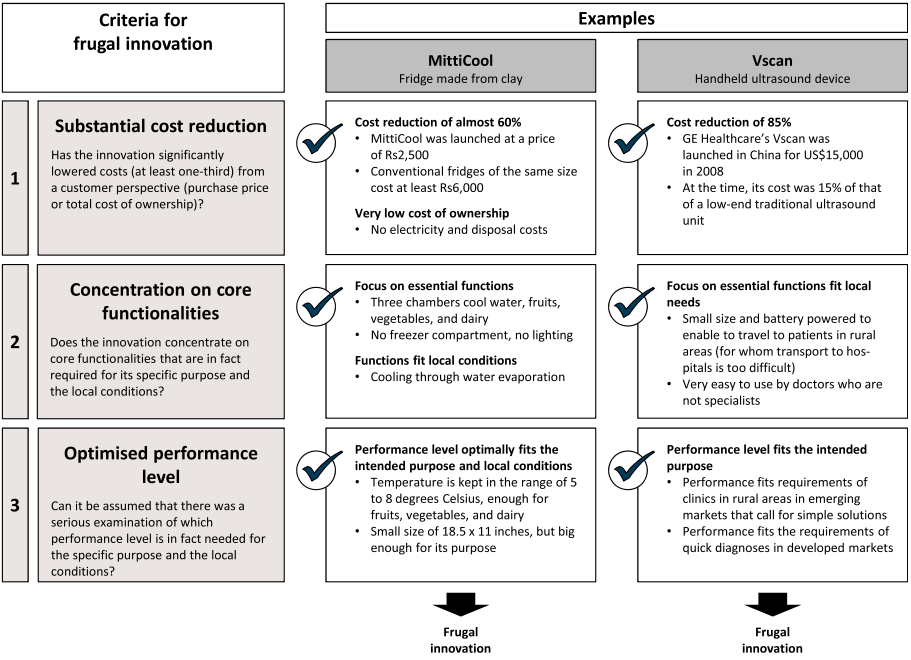 Criteria for
frugal innovation
Examples
MittiCool
Fridge made from clay
Vscan
Handheld ultrasound device
1
Substantial cost reduction
Has the innovation significantly
lowered costs (at least one-third) from
a customer perspective (purchase price
or total cost of ownership)?
Cost reduction of almost 60%
• MittiCool was launched at a price
of Rs2,500
• Conventional fridges of the same size
cost at least Rs6,000
Very low cost of ownership
• No electricity and disposal costs
Cost reduction of 85%
• GE Healthcare's Vscan was
launched in China for US$15,000
in 2008
• At the time, its cost was 15% of that
of a low-end traditional ultrasound
unit
2
Concentration on core
functionalities
Does the innovation concentrate on
core functionalities that are in fact
required for its specific purpose and
the local conditions?
Focus on essential functions
• Three chambers cool water, fruits,
vegetables, and dairy
• No freezer compartment, no lighting
Functions fit local conditions
• Cooling through water evaporation
Focus on essential functions fit local
needs
• Small size and battery powered to
enable to travel to patients in rural
areas (for whom transport to hos-
pitals is too difficult)
• Very easy to use by doctors who are
not specialists
3
Optimised performance
level
Can it be assumed that there was a
serious examination of which
performance level is in fact needed for
the specific purpose and the local
conditions?
Performance level optimally fits the
intended purpose and local conditions
• Temperature is kept in the range of 5
to 8 degrees Celsius, enough for
fruits, vegetables, and dairy
• Small size of 18.5 x 11 inches, but big
enough for its purpose
Performance level fits the intended
purpose
• Performance fits requirements of
clinics in rural areas in emerging
markets that call for simple solutions
• Performance fits the requirements of
quick diagnoses in developed markets
Frugal
innovation
Frugal
innovation